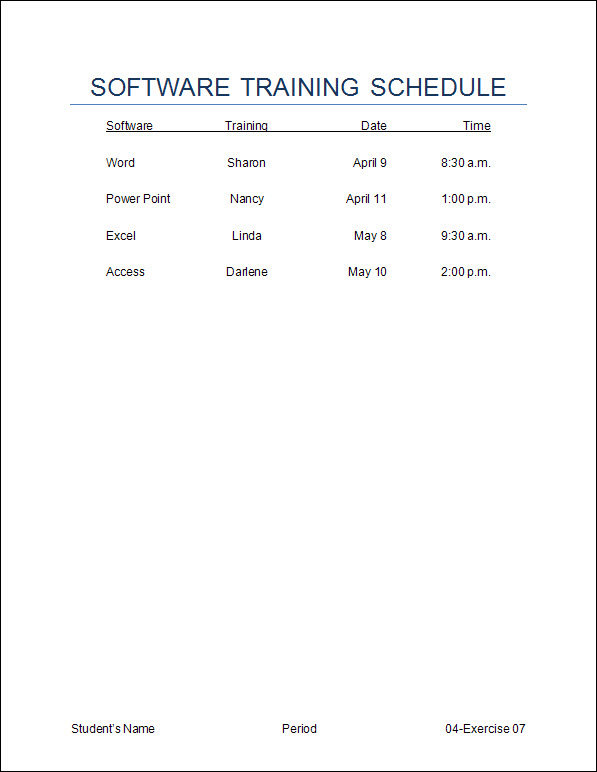 SOFTWARE TRAINING SCHEDULE
Software Training Date Time
Word Sharon April 9 8:30 a.m.
Power Point Nancy April 11 1:00 p.m.
Excel Linda May 8 9:30 a.m.
Access Darlene May 10 2:00 p.m.
Student's Name Period 04-Exercise 07